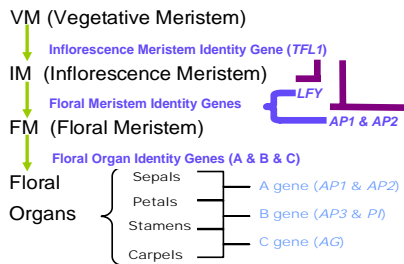 VM (Vegetative Meristem)
Inflorescence Meristem Identity Gene (TFL1)
IM (Inflorescence Meristem)
LFY
Floral Meristem Identity Genes
AP1 & AP2
FM (Floral Meristem)
Floral Organ Identity Genes (A & B & C)
Floral
Organs
Sepals
Petals
Stamens
Carpels
A gene (AP1 & AP2)
B gene (AP3 & PI)
C gene (AG)